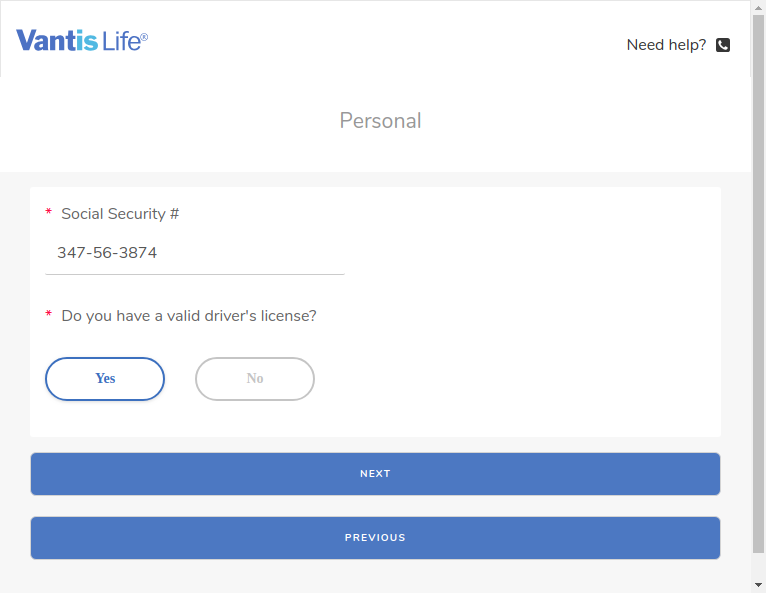 Vantis Life®
Need help?
Personal
* Social Security #
347-56-3874
* Do you have a valid driver's license?
Yes No
NEXT
PREVIOUS